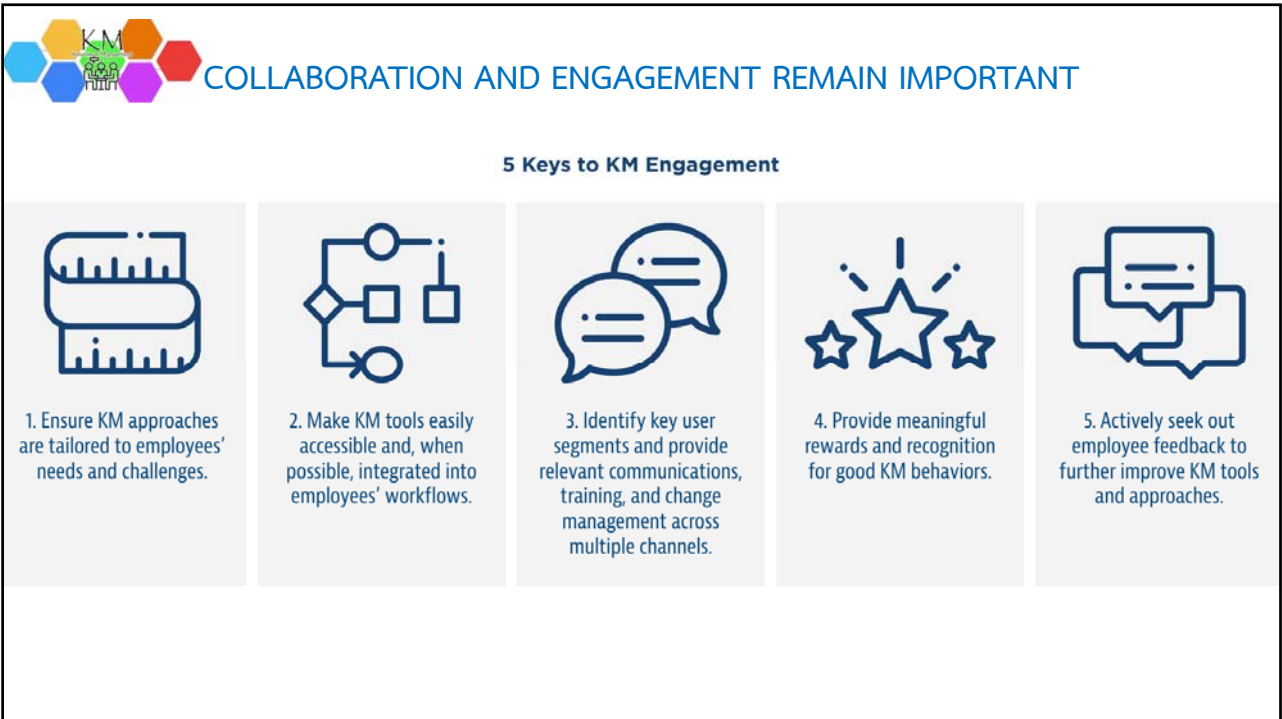 KM
COLLABORATION AND ENGAGEMENT REMAIN IMPORTANT
5 Keys to KM Engagement
1. Ensure KM approaches
are tailored to employees'
needs and challenges.
2. Make KM tools easily
accessible and, when
possible, integrated into
employees' workflows.
3. Identify key user
segments and provide
relevant communications,
training, and change
management across
multiple channels.
4. Provide meaningful
rewards and recognition
for good KM behaviors.
5. Actively seek out
employee feedback to
further improve KM tools
and approaches.